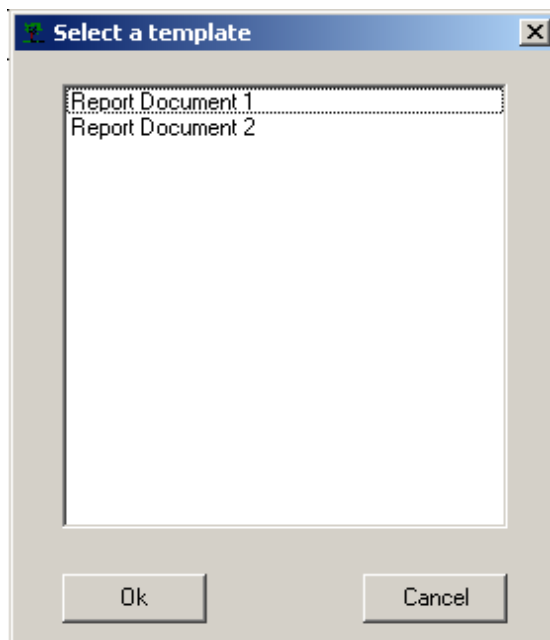 Select a template
Report Document 1
Report Document 2
Ok
Cancel